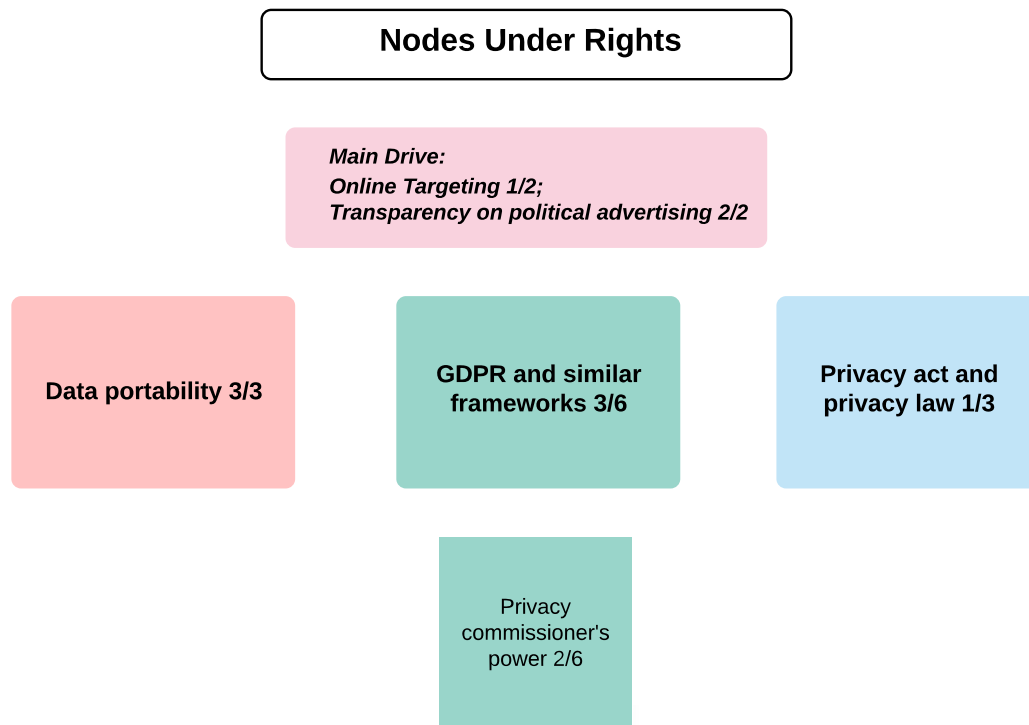 Nodes Under Rights
Main Drive:
Online Targeting 1/2;
Transparency on political advertising 2/2
Data portability 3/3
GDPR and similar
frameworks 3/6
Privacy act and
privacy law 1/3
Privacy
commissioner's
power 2/6